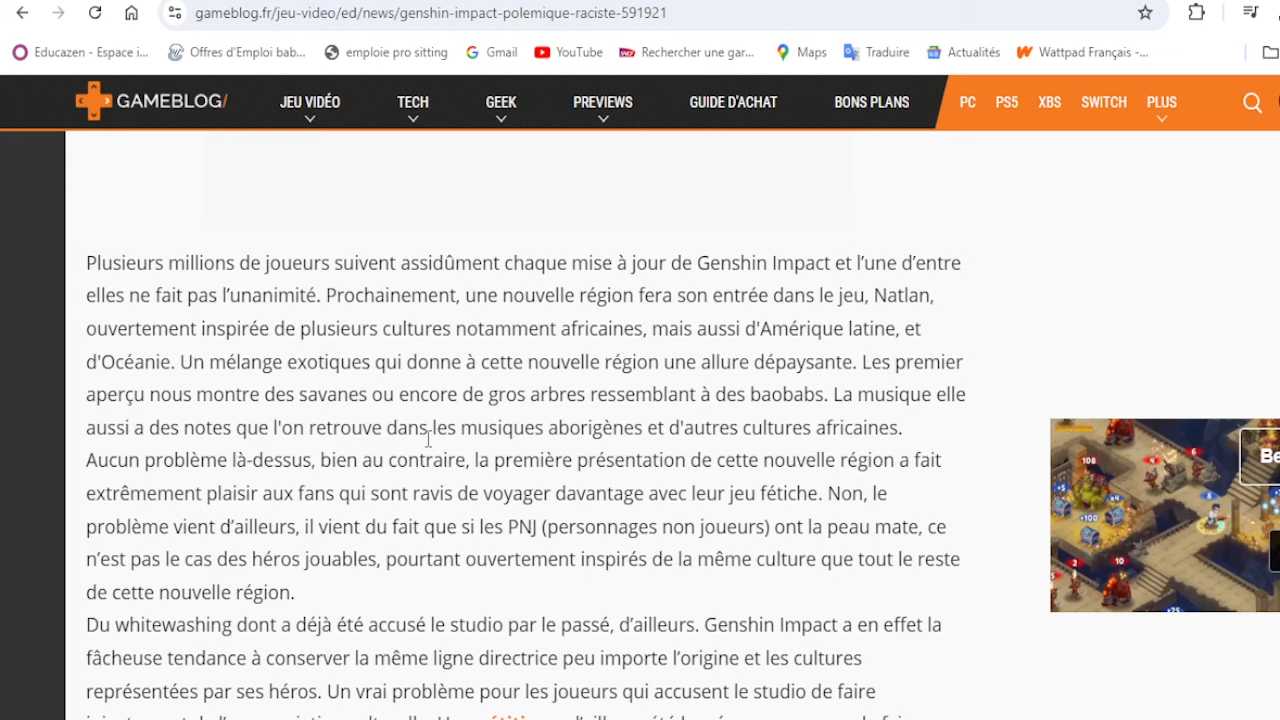 gameblog.fr/jeu-video/ed/news/genshin-impact-polemique-raciste-591921
Educazen - Espace i... Offres d'Emploi bab... emploie pro sitting Gmail YouTube Rechercher une gar... Maps Traduire Actualités Wattpad Français -...
GAMEBLOG/ JEU VIDÉO TECH GEEK PREVIEWS GUIDE D'ACHAT BONS PLANS PC PS5 XBS SWITCH PLUS
Plusieurs millions de joueurs suivent assidûment chaque mise à jour de Genshin Impact et l’une d’entre
elles ne fait pas l’unanimité. Prochainement, une nouvelle région fera son entrée dans le jeu, Natlan,
ouvertement inspirée de plusieurs cultures notamment africaines, mais aussi d'Amérique latine, et
d'Océanie. Un mélange exotiques qui donne à cette nouvelle région une allure dépaysante. Les premier
aperçu nous montre des savanes ou encore de gros arbres ressemblant à des baobabs. La musique elle
aussi a des notes que l'on retrouve dans les musiques aborigènes et d'autres cultures africaines.
Aucun problème là-dessus, bien au contraire, la première présentation de cette nouvelle région a fait
extrêmement plaisir aux fans qui sont ravis de voyager davantage avec leur jeu fétiche. Non, le
problème vient d’ailleurs, il vient du fait que si les PNJ (personnages non joueurs) ont la peau mate, ce
n’est pas le cas des héros jouables, pourtant ouvertement inspirés de la même culture que tout le reste
de cette nouvelle région.
Du whitewashing dont a déjà été accusé le studio par le passé, d’ailleurs. Genshin Impact a en effet la
fâcheuse tendance à conserver la même ligne directrice peu importe l’origine et les cultures
représentées par ses héros. Un vrai problème pour les joueurs qui accusent le studio de faire
108
6
x4
+100
8
10
2
+25
Be